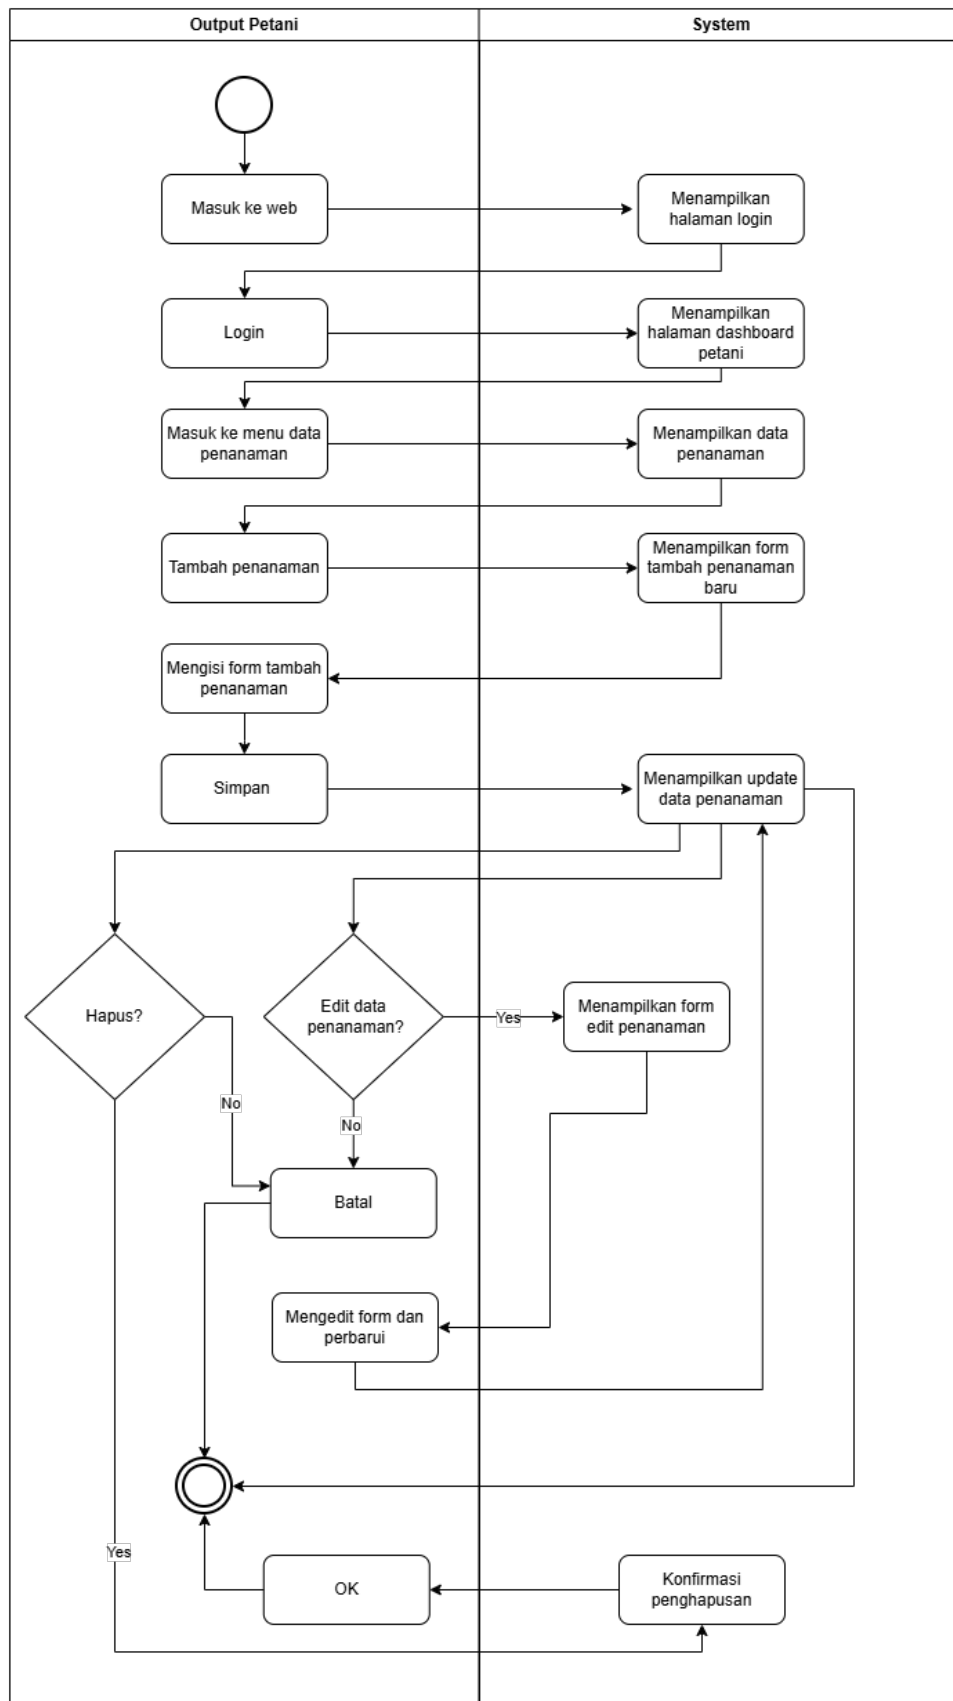 Output Petani
System
Masuk ke web
Menampilkan
halaman login
Login
Menampilkan
halaman dashboard
petani
Masuk ke menu data
penanaman
Menampilkan data
penanaman
Tambah penanaman
Menampilkan form
tambah penanaman
baru
Mengisi form tambah
penanaman
Simpan
Menampilkan update
data penanaman
Hapus?
Edit data
penanaman?
Yes
Menampilkan form
edit penanaman
No
No
Batal
Mengedit form dan
perbarui
Yes
OK
Konfirmasi
penghapusan